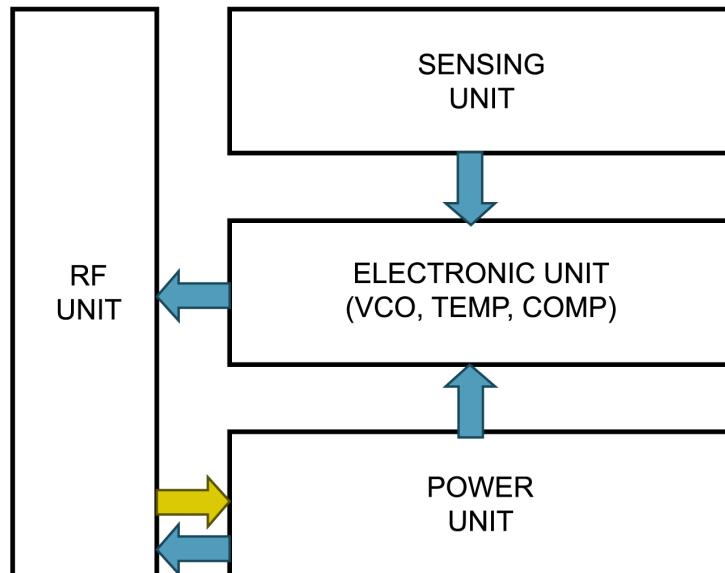 SENSING
UNIT
RF
UNIT
ELECTRONIC UNIT
(VCO, TEMP, COMP)
POWER
UNIT